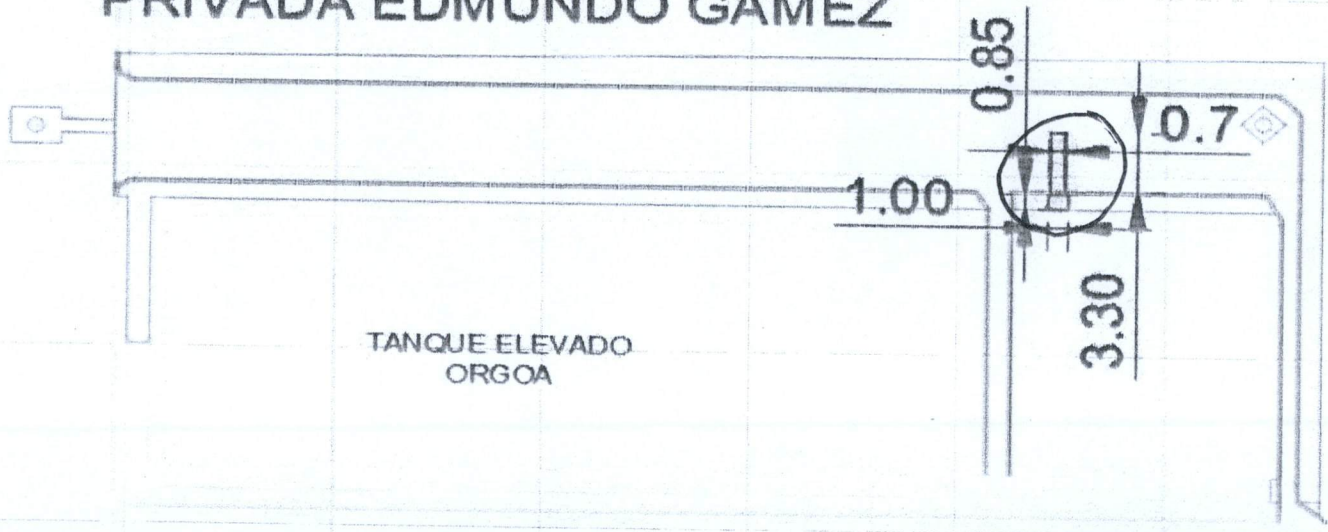 PRIVADA EDMUNDO GAMEZ
0.85
0.7
1.00
3.30
TANQUE ELEVADO
ORGOA